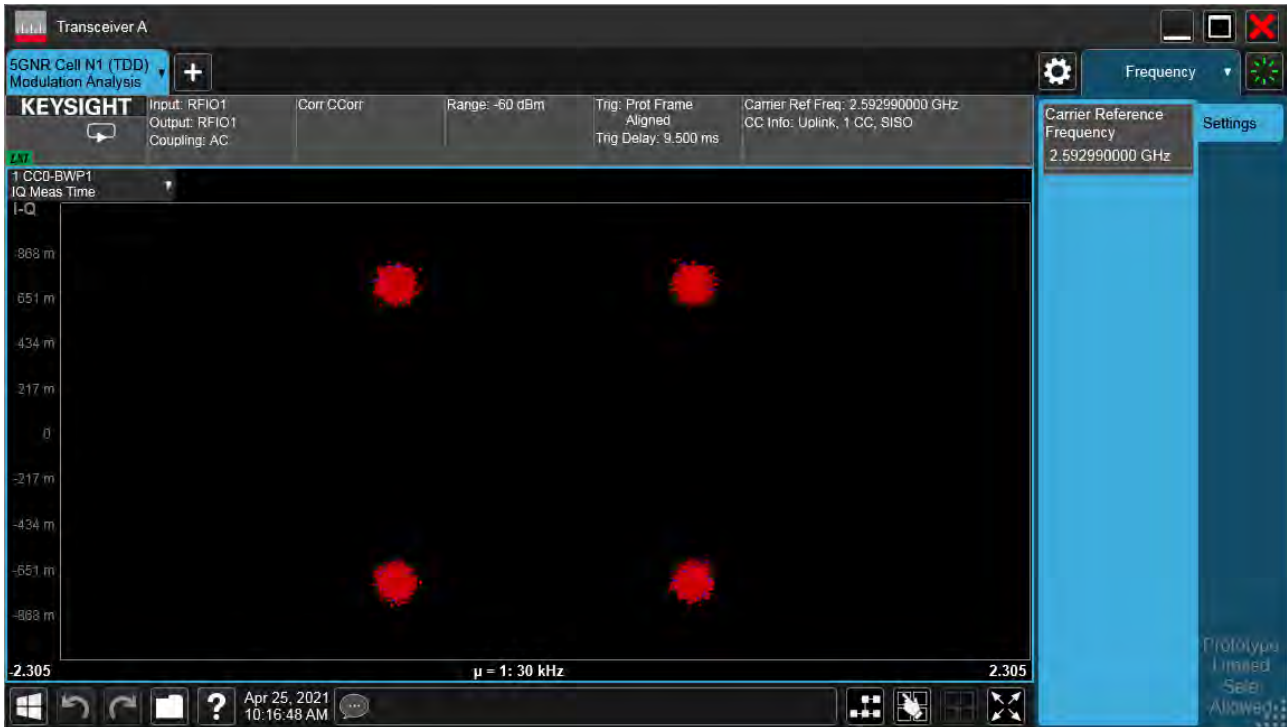 Transceiver A
5GNR Cell N1 (TDD)
Modulation Analysis
Frequency
KEYSIGHT
Input: RFIO1
Output: RFIO1
Coupling: AC
Corr CCorr
Range: -60 dBm
Trig: Prot Frame
Aligned
Trig Delay: 9.500 ms
Carrier Ref Freq: 2.592990000 GHz
CC Info: Uplink, 1 CC, SISO
LXI
Carrier Reference
Frequency
2.592990000 GHz
Settings
1 CC0-BWP1
IQ Meas Time
I-Q
868 m
651 m
434 m
217 m
0
-217 m
-434 m
-651 m
-868 m
-2.305
μ = 1: 30 kHz
2.305
Prototype
Limited
Sale
Allowed
?
Apr 25, 2021
10:16:48 AM